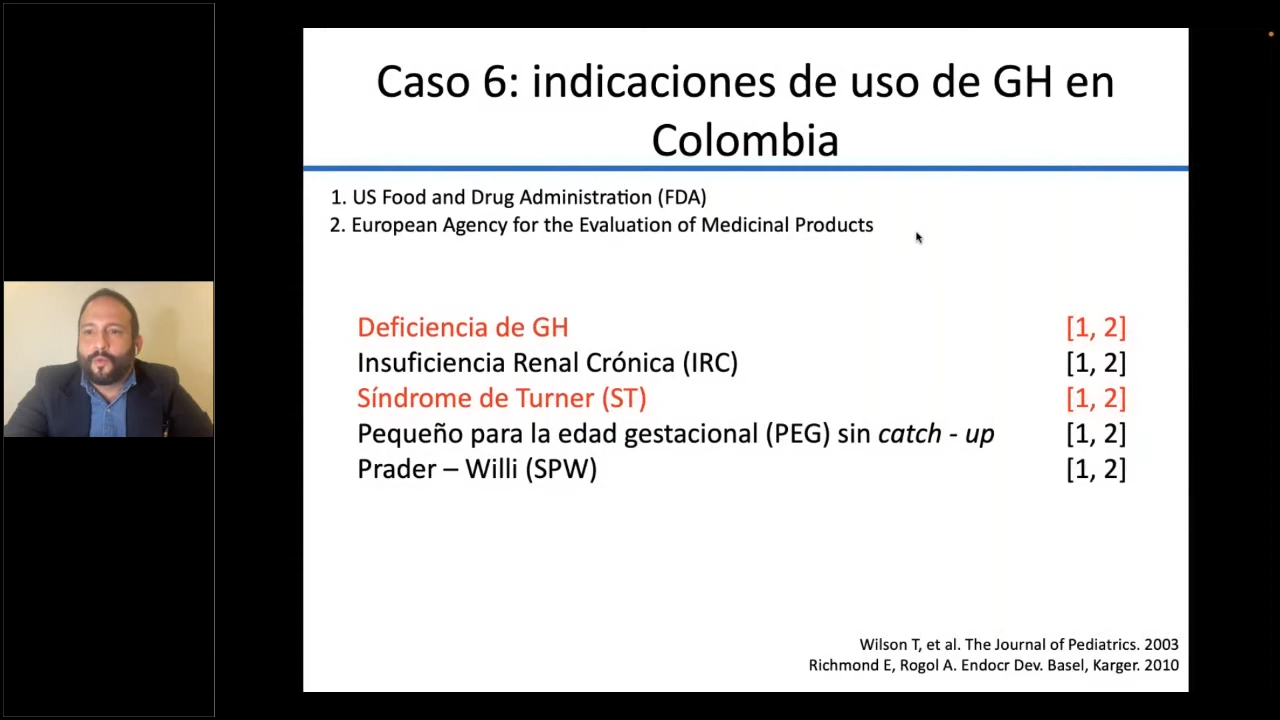 Caso 6: indicaciones de uso de GH en
Colombia
1. US Food and Drug Administration (FDA)
2. European Agency for the Evaluation of Medicinal Products
Deficiencia de GH [1, 2]
Insuficiencia Renal Crónica (IRC) [1, 2]
Síndrome de Turner (ST) [1, 2]
Pequeño para la edad gestacional (PEG) sin catch - up [1, 2]
Prader – Willi (SPW) [1, 2]
Wilson T, et al. The Journal of Pediatrics. 2003
Richmond E, Rogol A. Endocr Dev. Basel, Karger. 2010